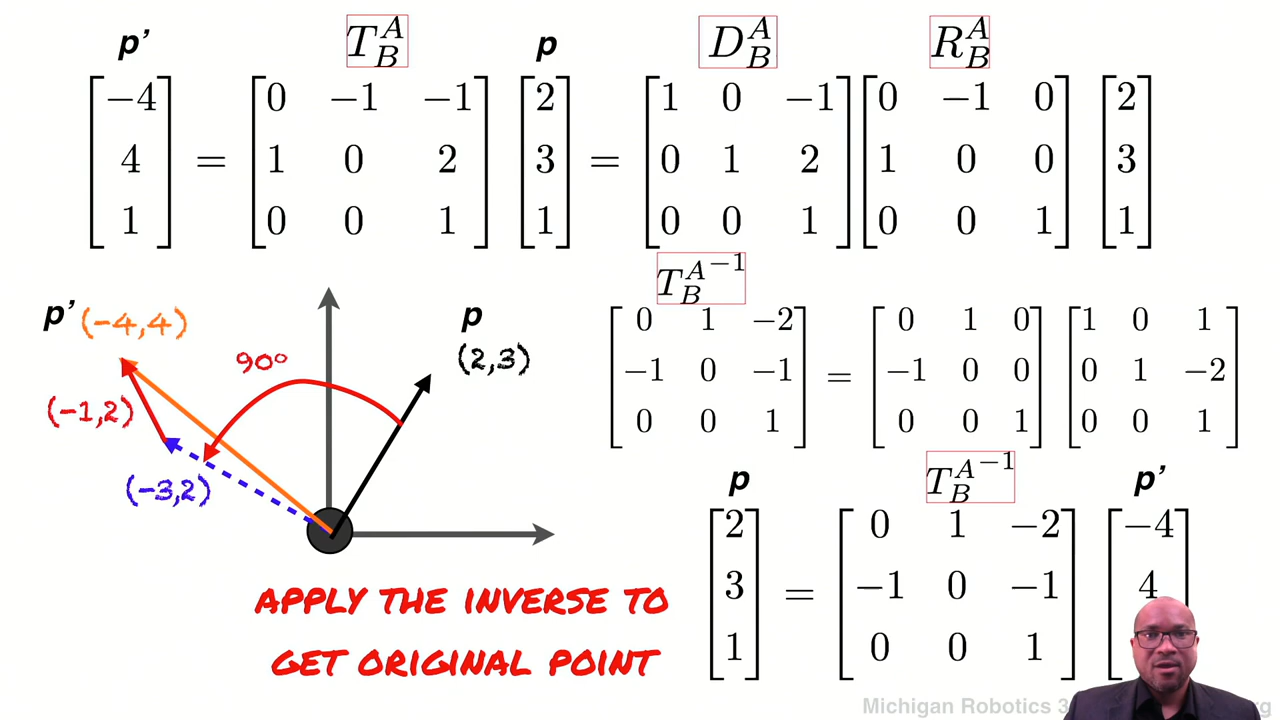 p’ T_B^A p D_B^A R_B^A
[−4 4 1] = [0 −1 −1; 1 0 2; 0 0 1] [2 3 1] = [1 0 −1; 0 1 2; 0 0 1] [0 −1 0; 1 0 0; 0 0 1] [2 3 1]
T_B^A^−1
[0 1 −2; −1 0 −1; 0 0 1] = [0 1 0; −1 0 0; 0 0 1] [1 0 1; 0 1 −2; 0 0 1]
p’ (-4,4)
90°
p
(2,3)
(-1,2)
(-3,2)
p T_B^A^−1 p’
[2 3 1] = [0 1 −2; −1 0 −1; 0 0 1] [−4 4
APPLY THE INVERSE TO
GET ORIGINAL POINT
Michigan Robotics 3